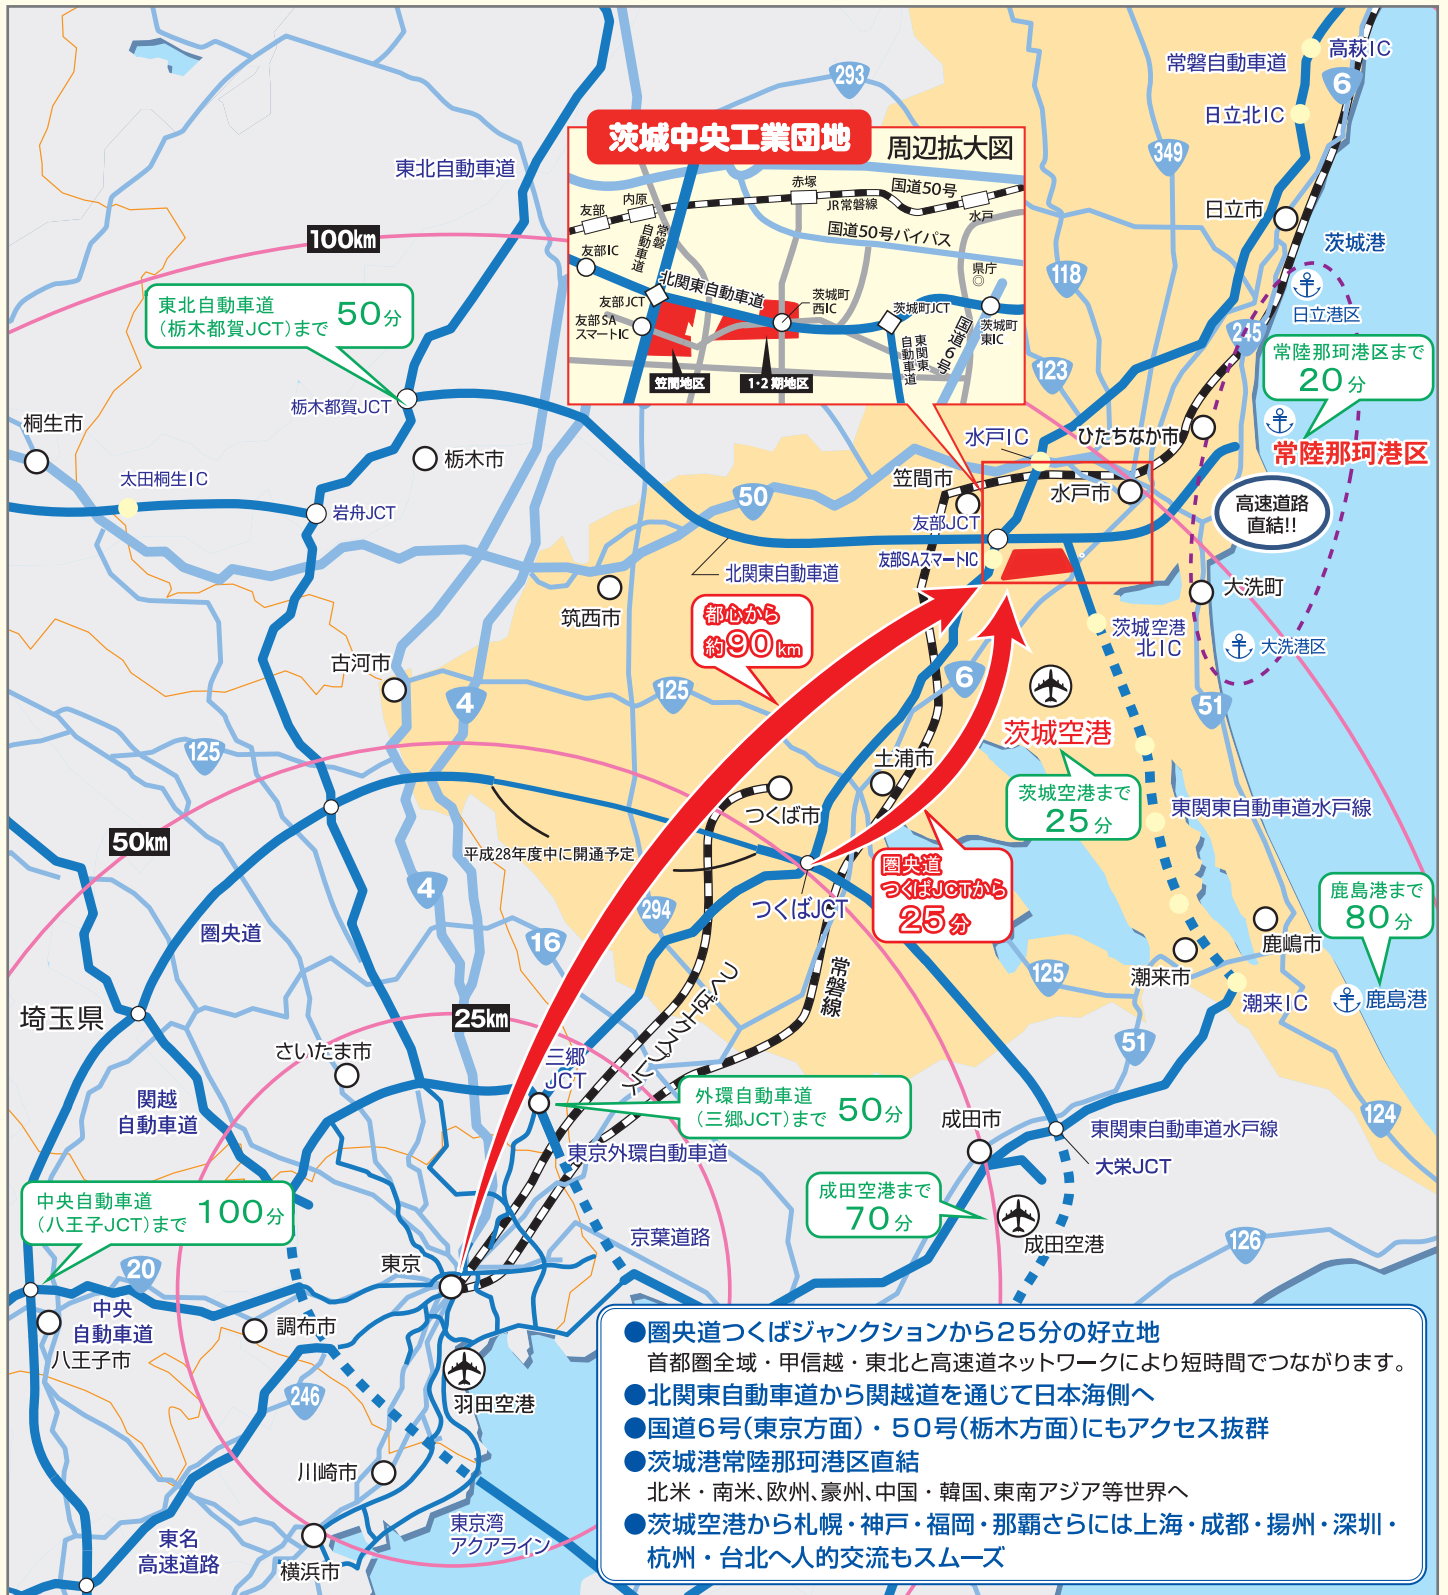 常磐自動車道
高萩IC
6
日立北IC
293
349
茨城中央工業団地
周辺拡大図
赤塚
国道50号
内原
友部
JR常磐線
水戸
国道50号バイパス
常磐
自動車道
友部IC
県庁
北関東自動車道
友部JCT
茨城町
西IC
茨城町JCT
友部SA
スマートIC
茨城町
東IC
国道6号
東関東
自動車道
笠間地区
1・2期地区
東北自動車道
100km
東北自動車道
(栃木都賀JCT)まで 50分
日立市
茨城港
118
日立港区
245
常陸那珂港区まで
20分
123
栃木都賀JCT
桐生市
栃木市
太田桐生IC
岩舟JCT
水戸IC
ひたちなか市
常陸那珂港区
笠間市
水戸市
50
高速道路
直結!!
友部JCT
友部SAスマートIC
北関東自動車道
筑西市
大洗町
都心から
約90km
茨城空港
北IC
大洗港区
古河市
4
125
6
51
茨城空港
125
土浦市
茨城空港まで
25分
つくば市
東関東自動車道水戸線
50km
平成28年度中に開通予定
圏央道
つくばJCTから
25分
4
294
つくばJCT
鹿島港まで
80分
圏央道
16
鹿嶋市
潮来市
125
常磐線
つくばエクスプレス
潮来IC
鹿島港
埼玉県
25km
51
さいたま市
三郷
JCT
関越
自動車道
外環自動車道
(三郷JCT)まで 50分
成田市
124
東関東自動車道水戸線
東京外環自動車道
大栄JCT
中央自動車道
(八王子JCT)まで 100分
成田空港まで
70分
京葉道路
成田空港
126
東京
20
中央
自動車道
調布市
八王子市
246
羽田空港
川崎市
東京湾
アクアライン
東名
高速道路
横浜市
●圏央道つくばジャンクションから25分の好立地
首都圏全域・甲信越・東北と高速道ネットワークにより短時間でつながります。
●北関東自動車道から関越道を通じて日本海側へ
●国道6号(東京方面)・50号(栃木方面)にもアクセス抜群
●茨城港常陸那珂港区直結
北米・南米、欧州、豪州、中国・韓国、東南アジア等世界へ
●茨城空港から札幌・神戸・福岡・那覇さらには上海・成都・揚州・深圳・
杭州・台北へ人的交流もスムーズ